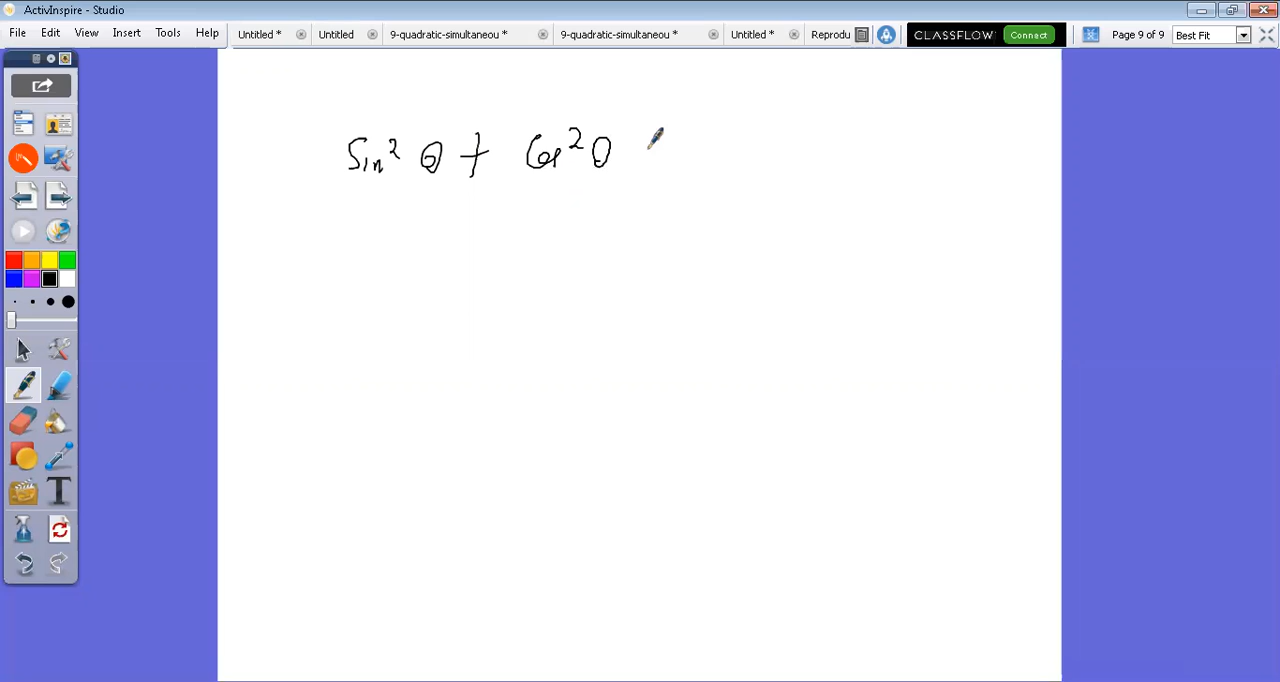 ActivInspire - Studio
File Edit View Insert Tools Help Untitled * Untitled 9-quadratic-simultaneou * 9-quadratic-simultaneou * Untitled * Reprodu CLASSFLOW Connect Page 9 of 9 Best Fit
Sin² θ + Cos² θ
T